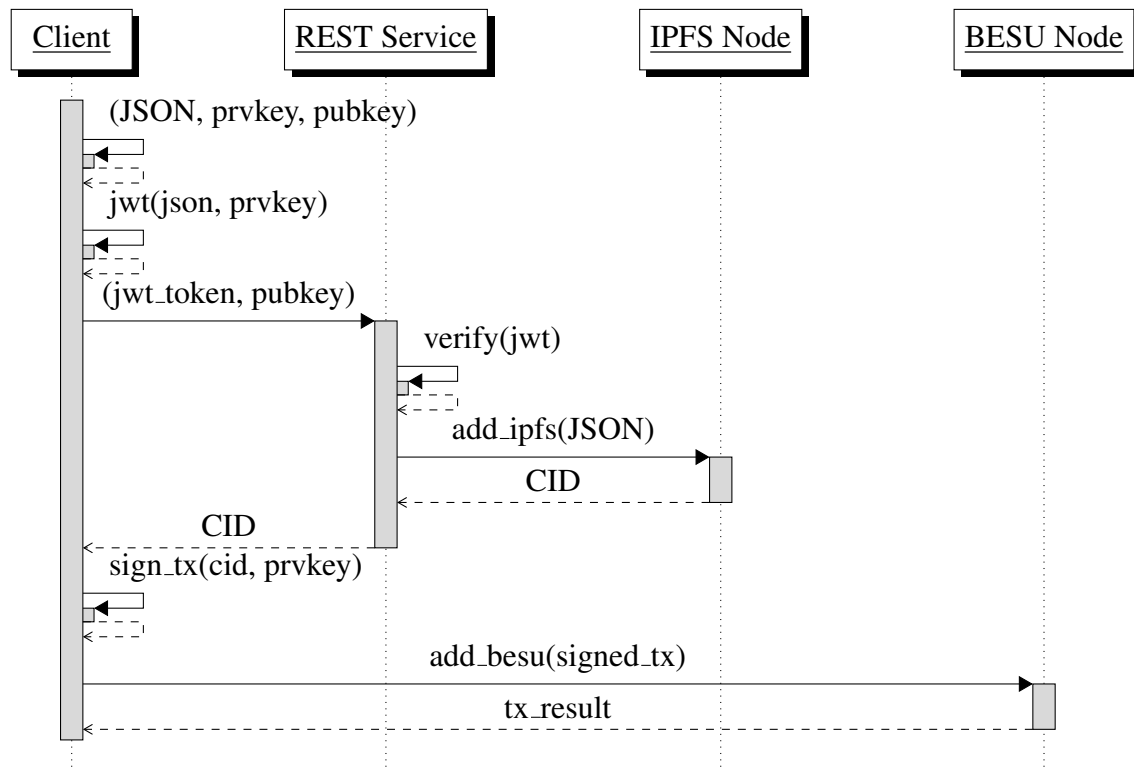 Client
REST Service
IPFS Node
BESU Node
(JSON, prvkey, pubkey)
jwt(json, prvkey)
(jwt_token, pubkey)
verify(jwt)
add_ipfs(JSON)
CID
CID
sign_tx(cid, prvkey)
add_besu(signed_tx)
tx_result